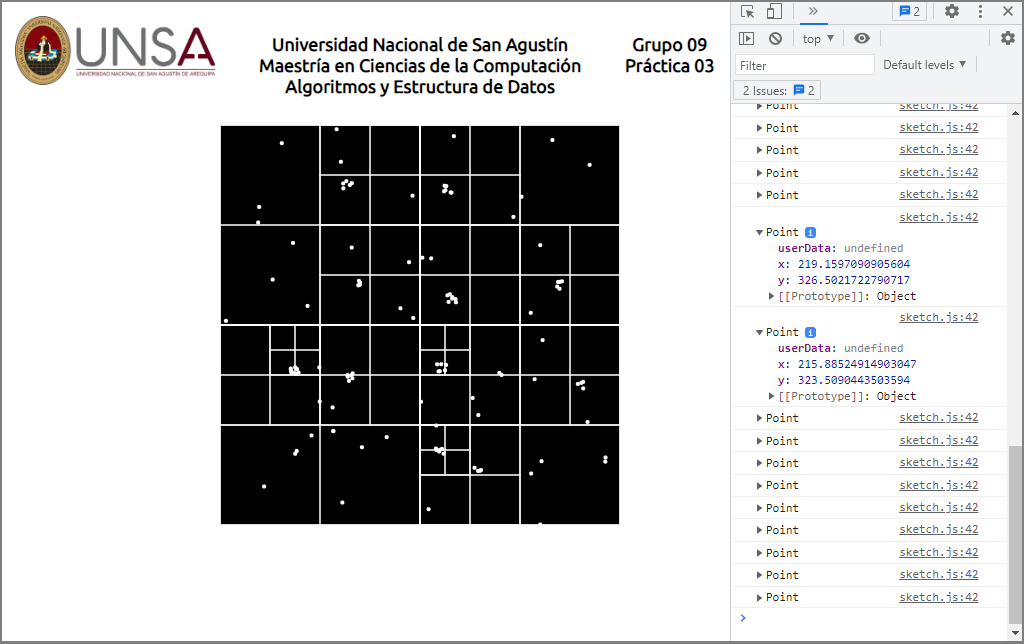 UNSA
UNIVERSIDAD NACIONAL DE SAN AGUSTÍN DE AREQUIPA
Universidad Nacional de San Agustín
Maestría en Ciencias de la Computación
Algoritmos y Estructura de Datos
Grupo 09
Práctica 03
2
top
Filter
Default levels
2 Issues: 2
Point sketch.js:42
Point sketch.js:42
Point sketch.js:42
Point sketch.js:42
Point sketch.js:42
sketch.js:42
Point i
userData: undefined
x: 219.1597090905604
y: 326.5021722790717
[[Prototype]]: Object
sketch.js:42
Point i
userData: undefined
x: 215.88524914903047
y: 323.5090443503594
[[Prototype]]: Object
Point sketch.js:42
Point sketch.js:42
Point sketch.js:42
Point sketch.js:42
Point sketch.js:42
Point sketch.js:42
Point sketch.js:42
Point sketch.js:42
Point sketch.js:42